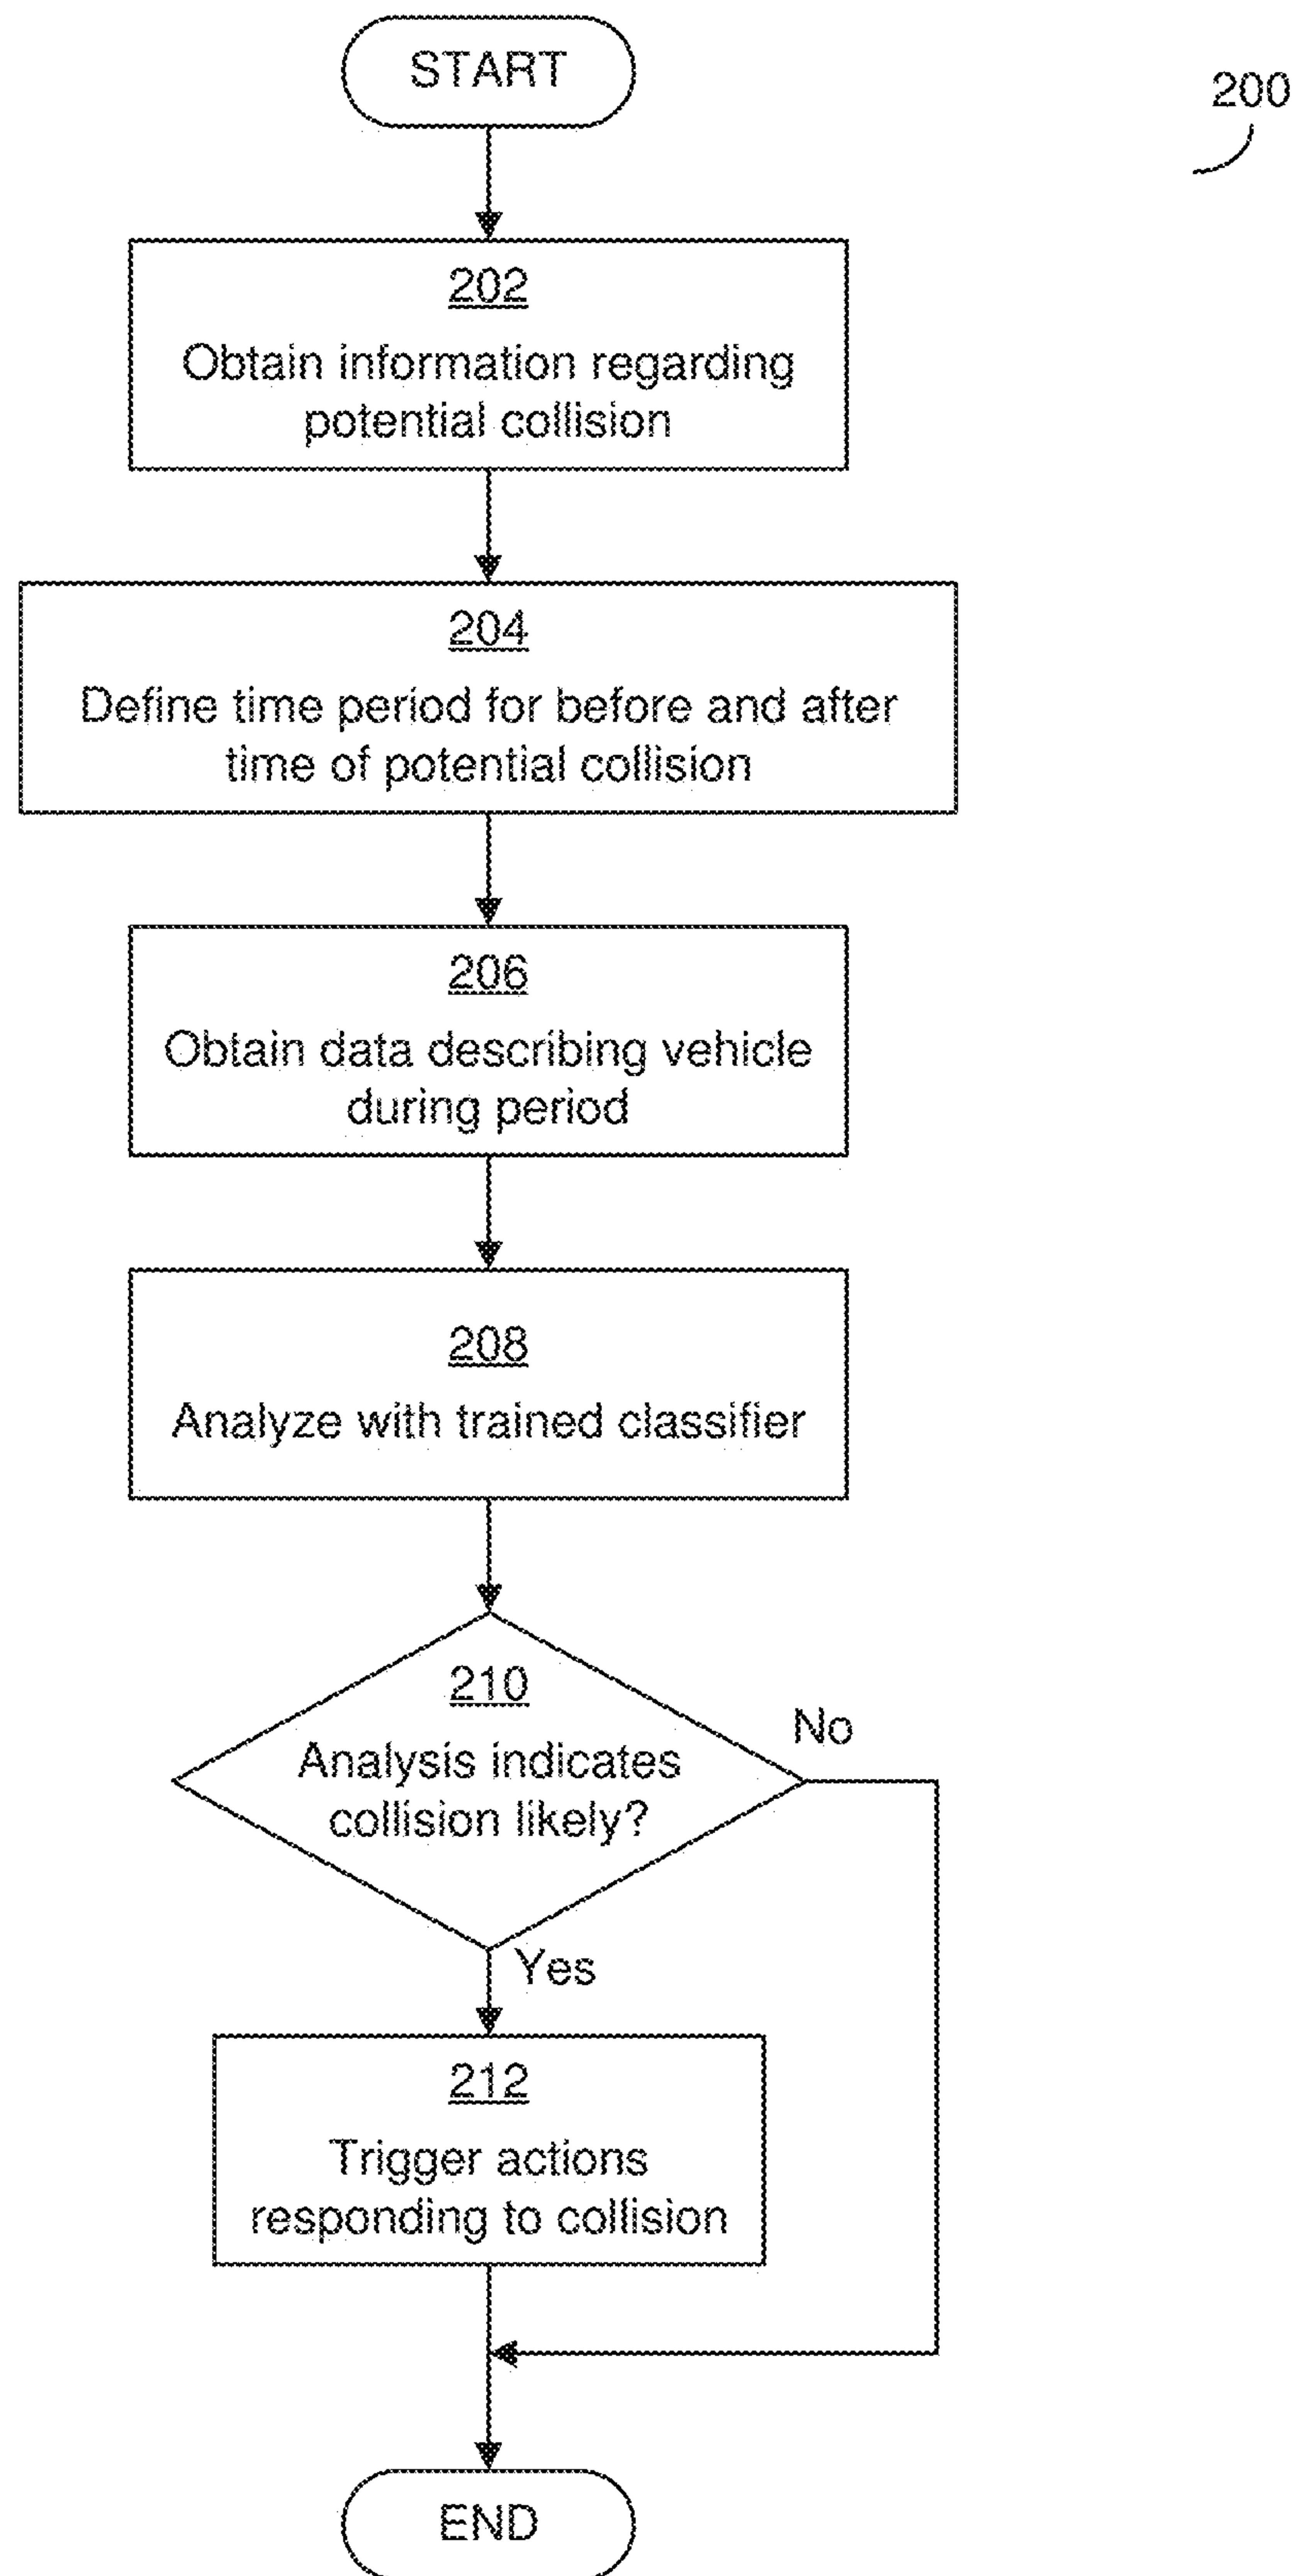 START
200
202
Obtain information regarding
potential collision
204
Define time period for before and after
time of potential collision
206
Obtain data describing vehicle
during period
208
Analyze with trained classifier
210
Analysis indicates
collision likely?
No
Yes
212
Trigger actions
responding to collision
END